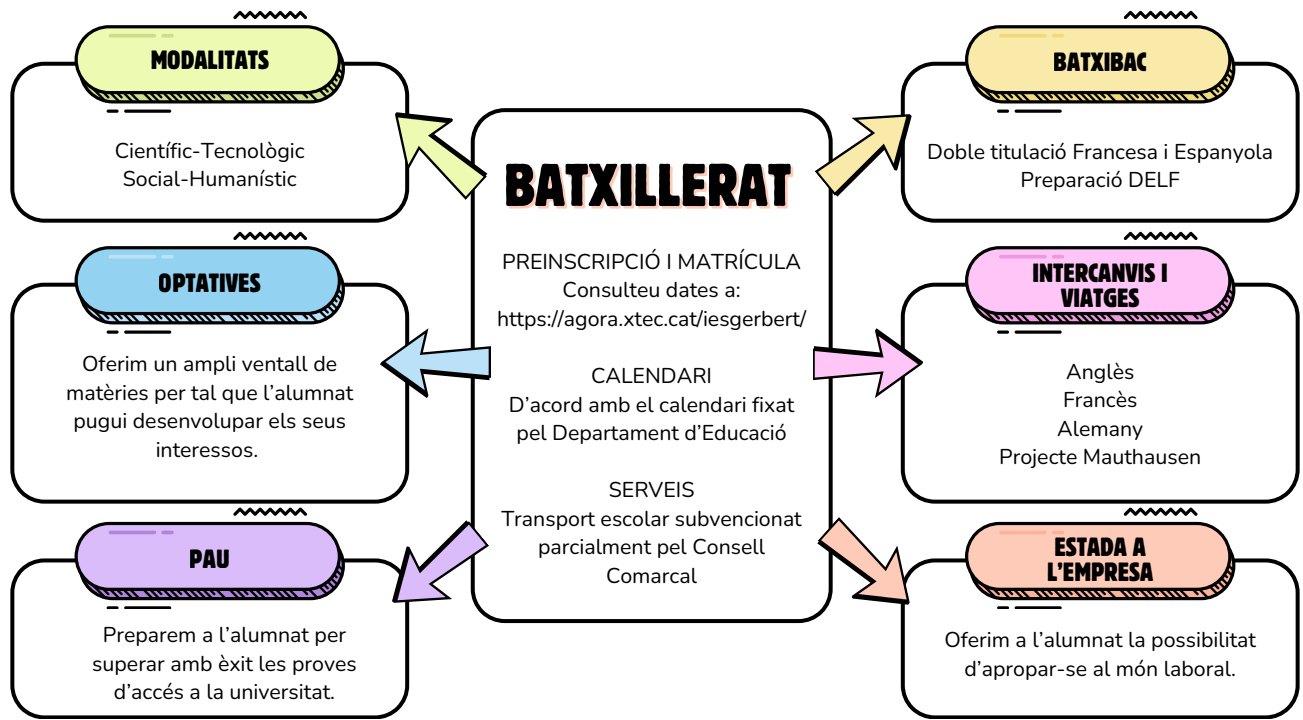 MODALITATS
Científic-Tecnològic
Social-Humanístic
OPTATIVES
Oferim un ampli ventall de
matèries per tal que l’alumnat
pugui desenvolupar els seus
interessos.
PAU
Preparem a l’alumnat per
superar amb èxit les proves
d’accés a la universitat.
BATXILLERAT
PREINSCRIPCIÓ I MATRÍCULA
Consulteu dates a:
https://agora.xtec.cat/iesgerbert/
CALENDARI
D’acord amb el calendari fixat
pel Departament d’Educació
SERVEIS
Transport escolar subvencionat
parcialment pel Consell
Comarcal
BATXIBAC
Doble titulació Francesa i Espanyola
Preparació DELF
INTERCANVIS I
VIATGES
Anglès
Francès
Alemany
Projecte Mauthausen
ESTADA A
L’EMPRESA
Oferim a l’alumnat la possibilitat
d’apropar-se al món laboral.